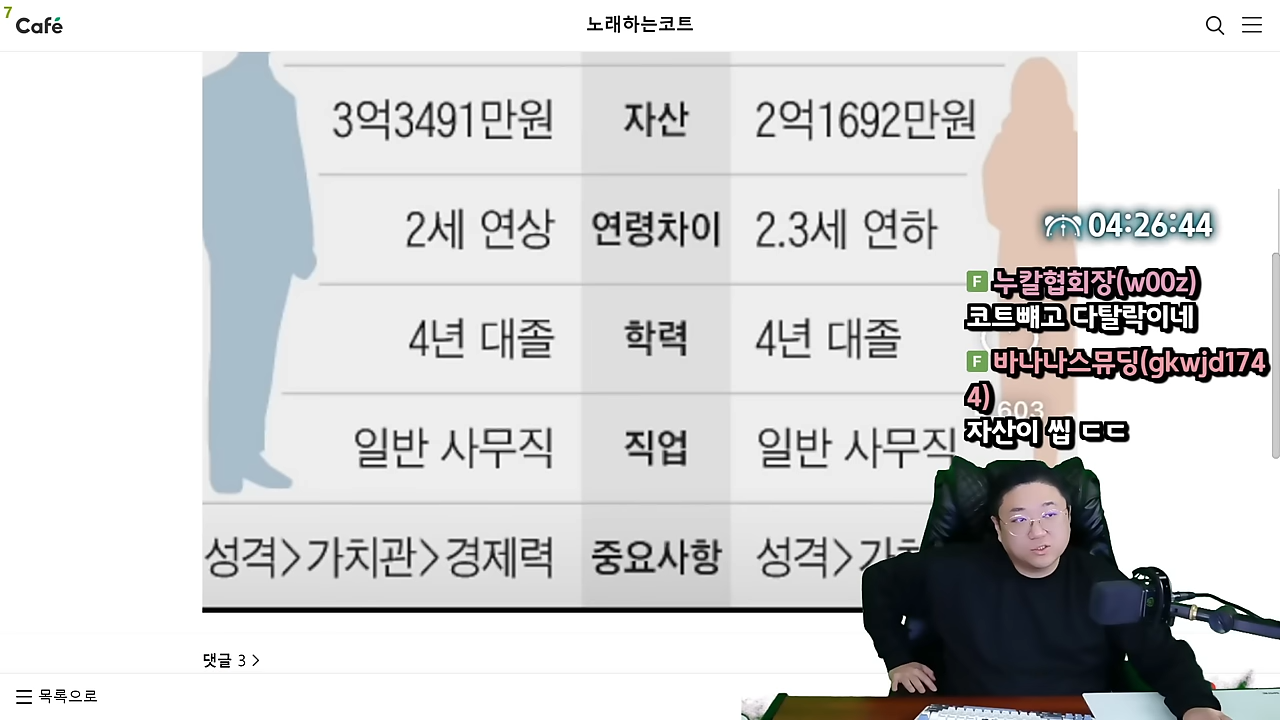 7
Café
노래하는코트
3억3491만원 자산 2억1692만원
2세 연상 연령차이 2.3세 연하
4년 대졸 학력 4년 대졸
일반 사무직 직업 일반 사무직
성격>가치관>경제력 중요사항 성격>
04:26:44
F 누칼협회장(w00z)
코트빼고 다탈락이네
F 바나나스뮤딩(gkwjd174
4)
603
자산이 씹 ㄷㄷ
댓글 3 >
목록으로